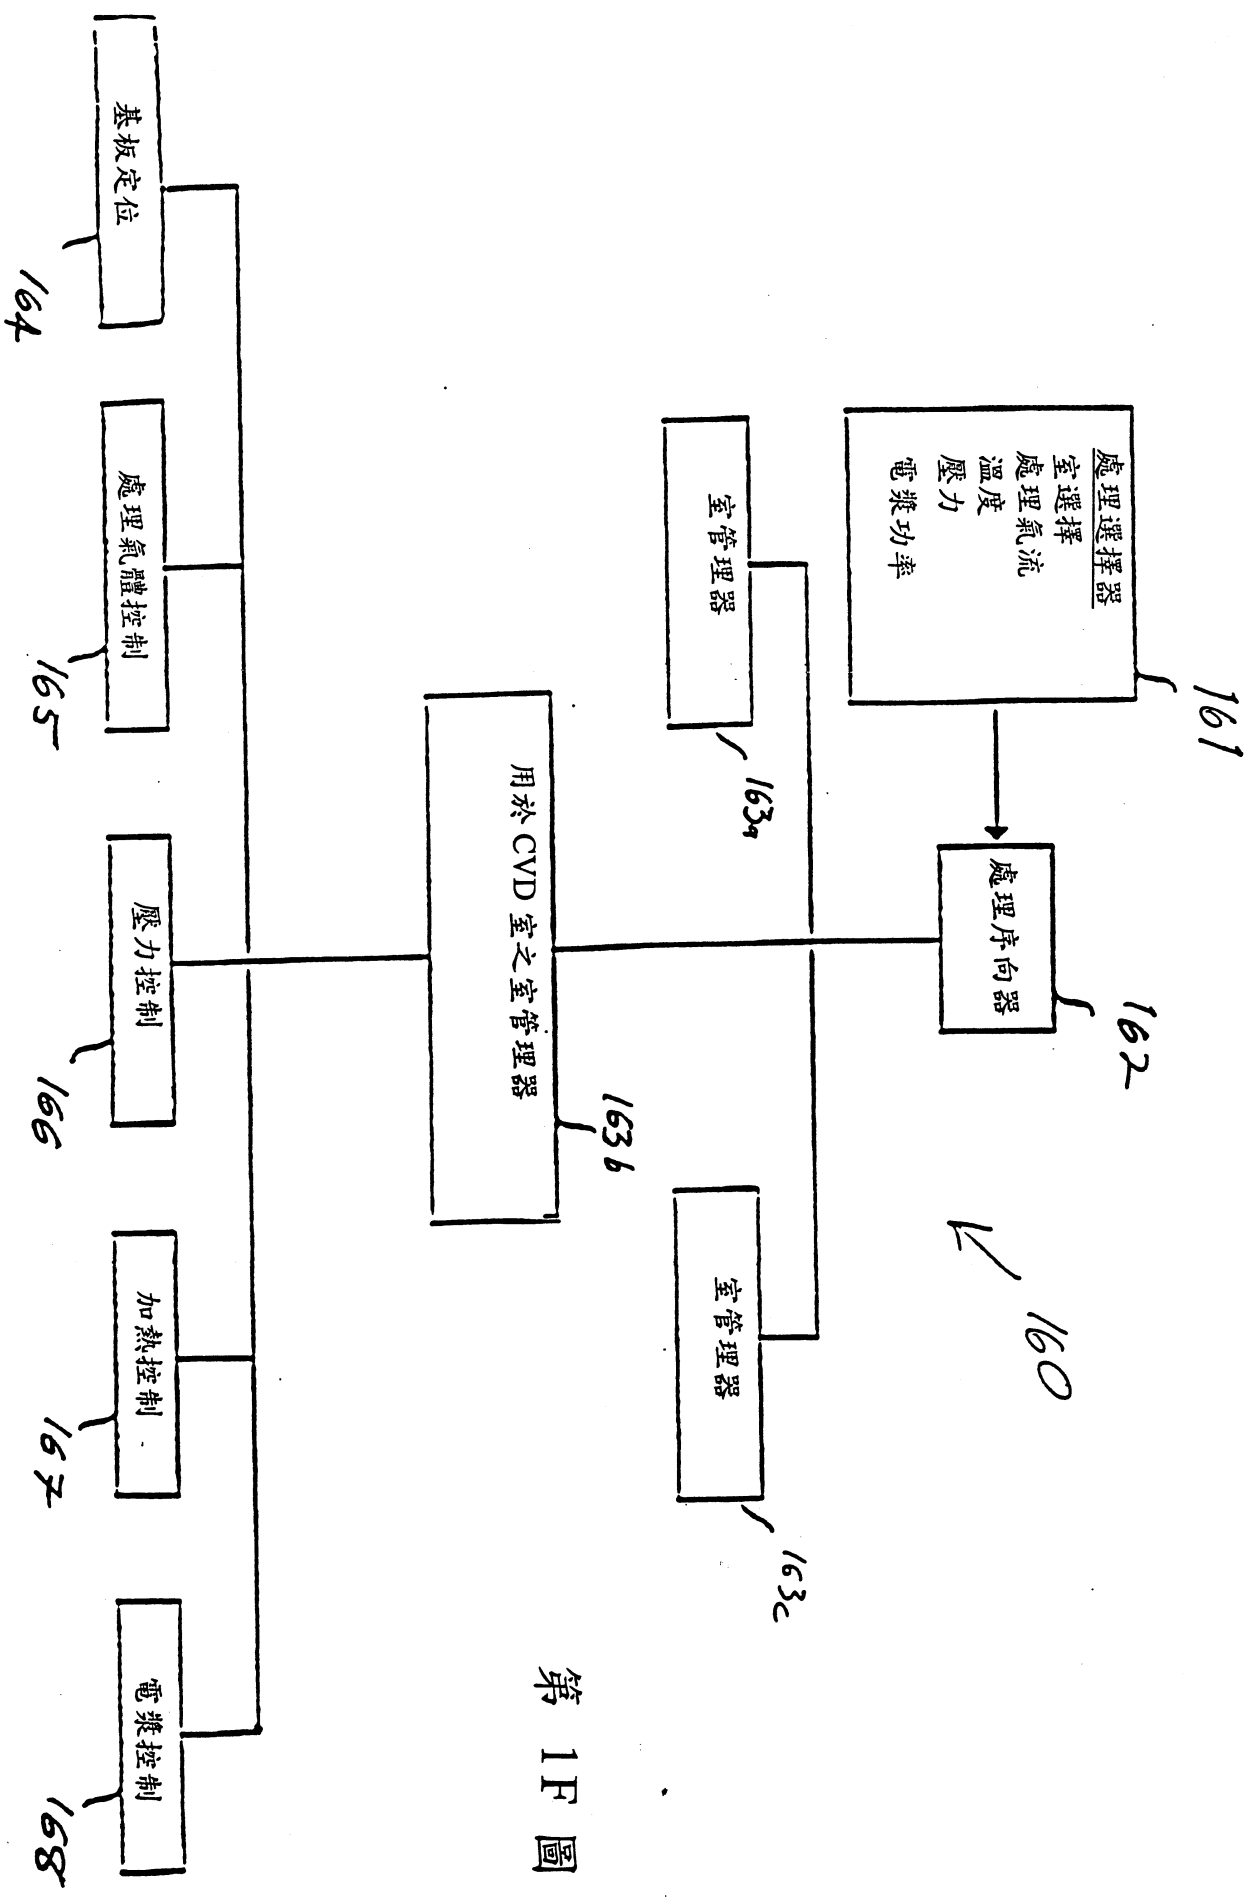 161
處理選擇器
室選擇
處理氣流
溫度
壓力
電漿功率
處理序向器
162
160
室管理器
163a
室管理器
163c
用於CVD室之室管理器
163b
基板定位
164
處理氣體控制
165
壓力控制
166
加熱控制
167
電漿控制
168
第 1F 圖